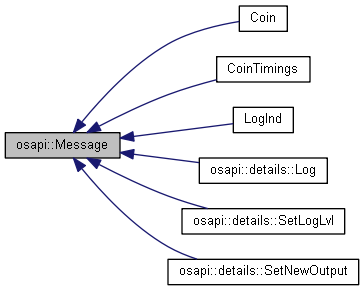 Coin
CoinTimings
LogInd
osapi::Message
osapi::details::Log
osapi::details::SetLogLvl
osapi::details::SetNewOutput